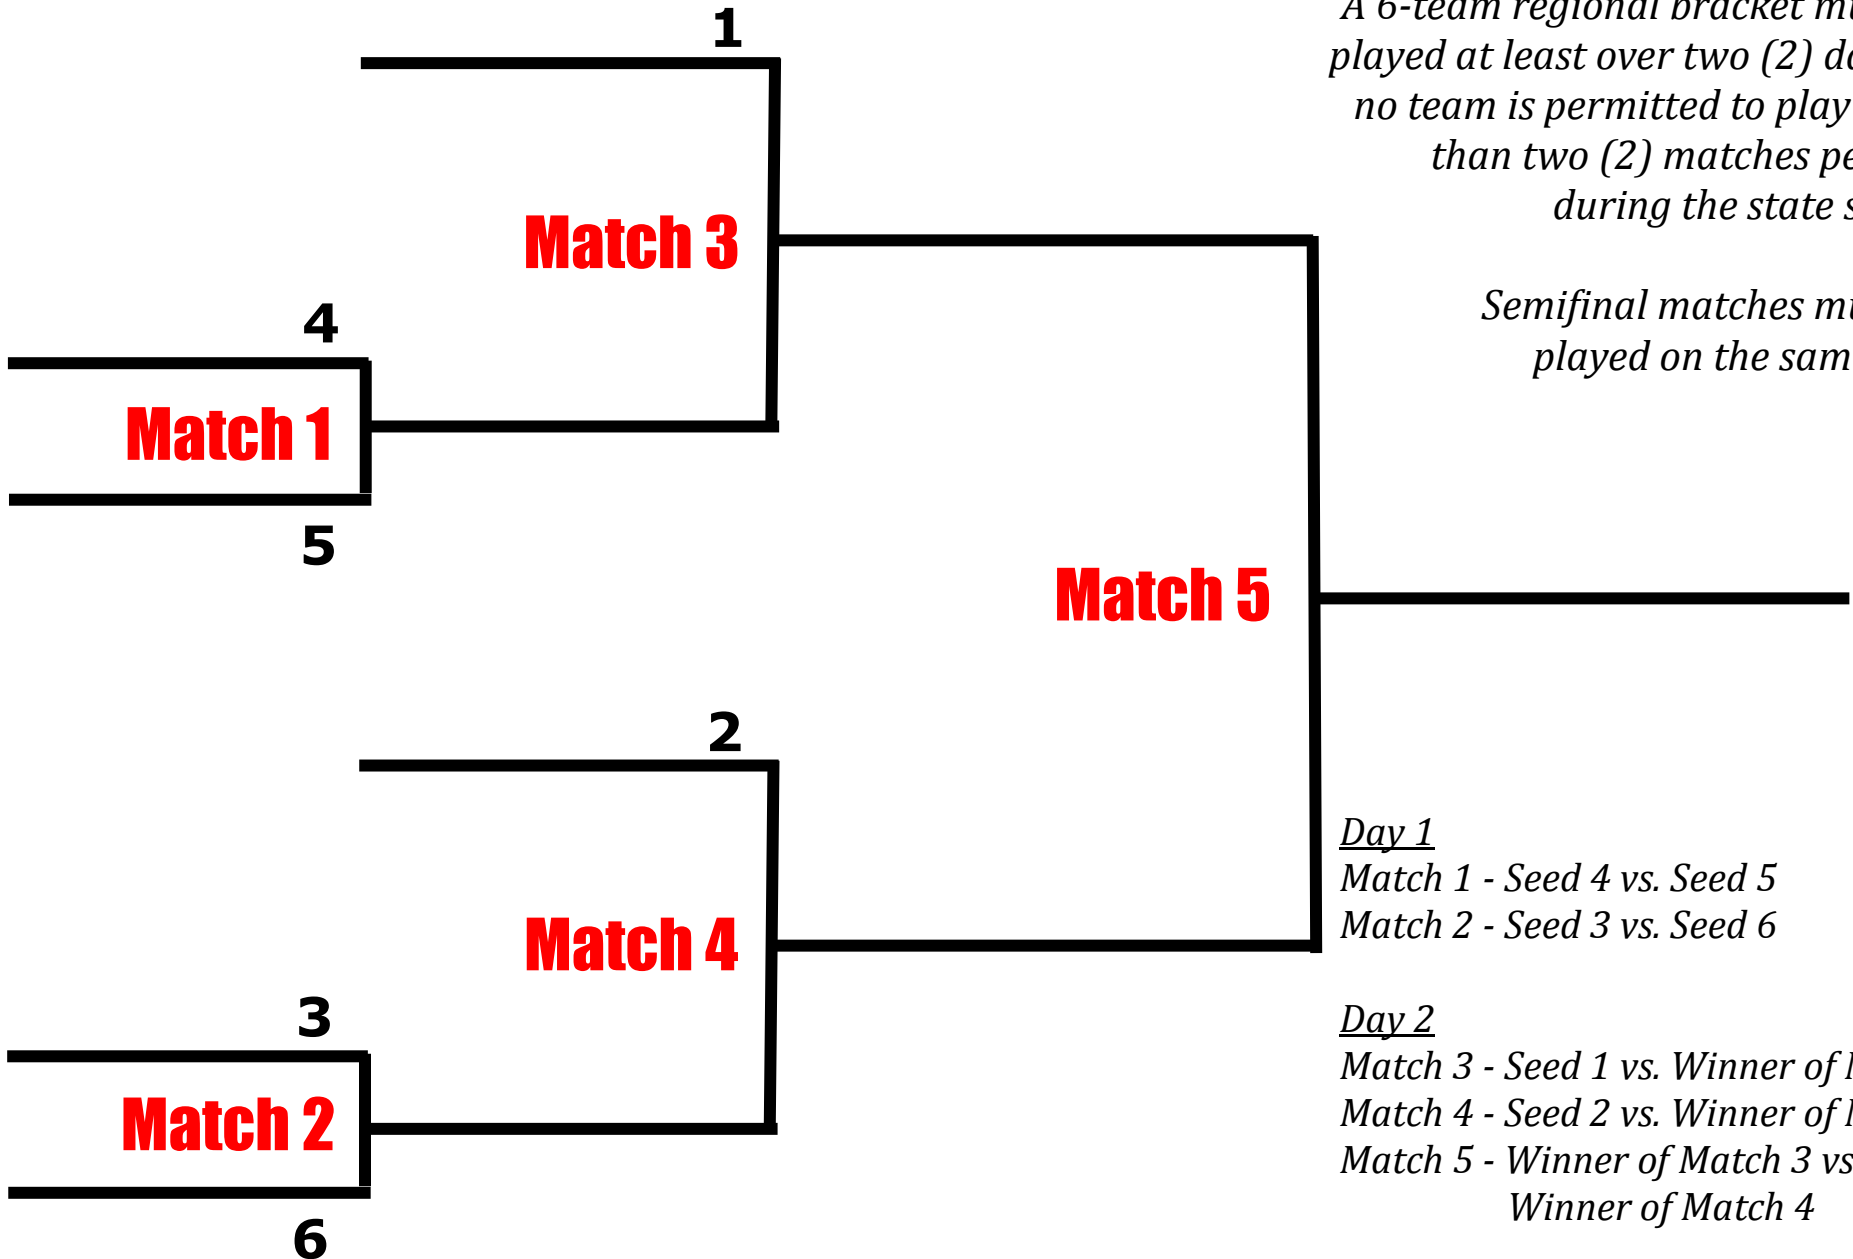 A 6-team regional bracket
played at least over two (2)
no team is permitted to play
than two (2) matches
during the state
Semifinal matches
played on the
1
Match 3
4
Match 1
5
Match 5
2
Match 4
3
Match 2
6
Day 1
Match 1 - Seed 4 vs. Seed 5
Match 2 - Seed 3 vs. Seed 6
Day 2
Match 3 - Seed 1 vs. Winner of
Match 4 - Seed 2 vs. Winner of
Match 5 - Winner of Match 3 vs
Winner of Match 4